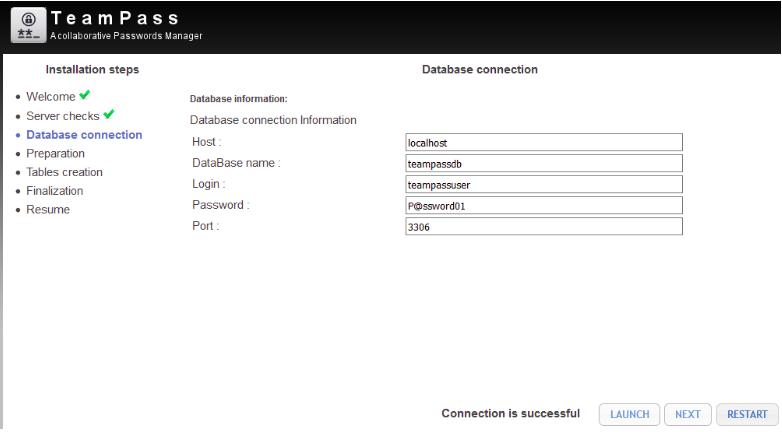 TeamPass
A collaborative Passwords Manager
Installation steps
Database connection
Welcome
Server checks
Database connection
Preparation
Tables creation
Finalization
Resume
Database information:
Database connection Information
Host : localhost
DataBase name : teampassdb
Login : teampassuser
Password : P@ssword01
Port : 3306
Connection is successful LAUNCH NEXT RESTART